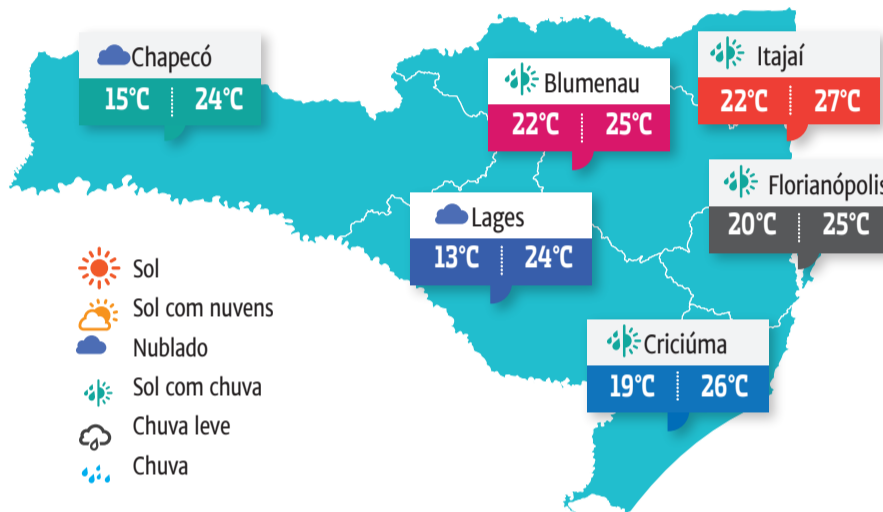 Chapecó
15°C 24°C
Blumenau
22°C 25°C
Itajaí
22°C 27°C
Florianópolis
20°C 25°C
Lages
13°C 24°C
Criciúma
19°C 26°C
Sol
Sol com nuvens
Nublado
Sol com chuva
Chuva leve
Chuva